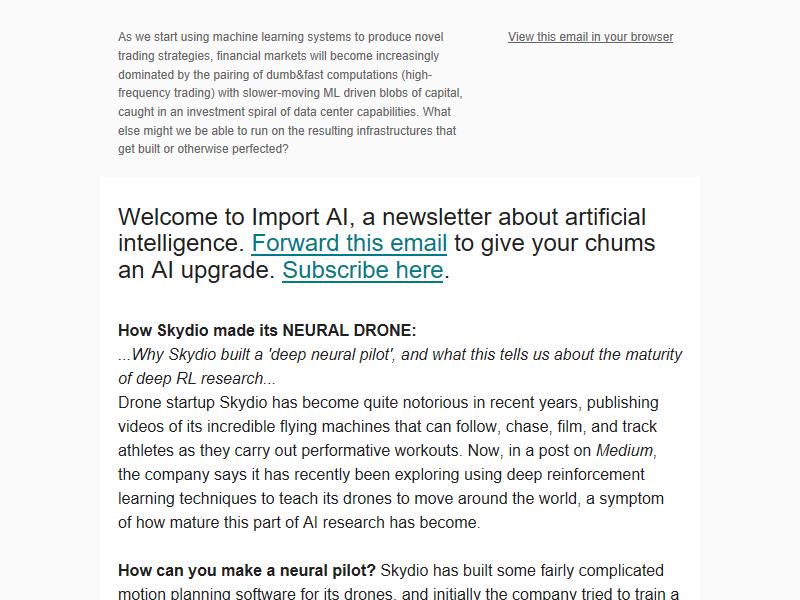 As we start using machine learning systems to produce novel
trading strategies, financial markets will become increasingly
dominated by the pairing of dumb&fast computations (high-
frequency trading) with slower-moving ML driven blobs of capital,
caught in an investment spiral of data center capabilities. What
else might we be able to run on the resulting infrastructures that
get built or otherwise perfected?
View this email in your browser
Welcome to Import AI, a newsletter about artificial
intelligence. Forward this email to give your chums
an AI upgrade. Subscribe here.
How Skydio made its NEURAL DRONE:
...Why Skydio built a 'deep neural pilot', and what this tells us about the maturity
of deep RL research...
Drone startup Skydio has become quite notorious in recent years, publishing
videos of its incredible flying machines that can follow, chase, film, and track
athletes as they carry out performative workouts. Now, in a post on Medium,
the company says it has recently been exploring using deep reinforcement
learning techniques to teach its drones to move around the world, a symptom
of how mature this part of AI research has become.
How can you make a neural pilot? Skydio has built some fairly complicated
motion planning software for its drones, and initially the company tried to train a